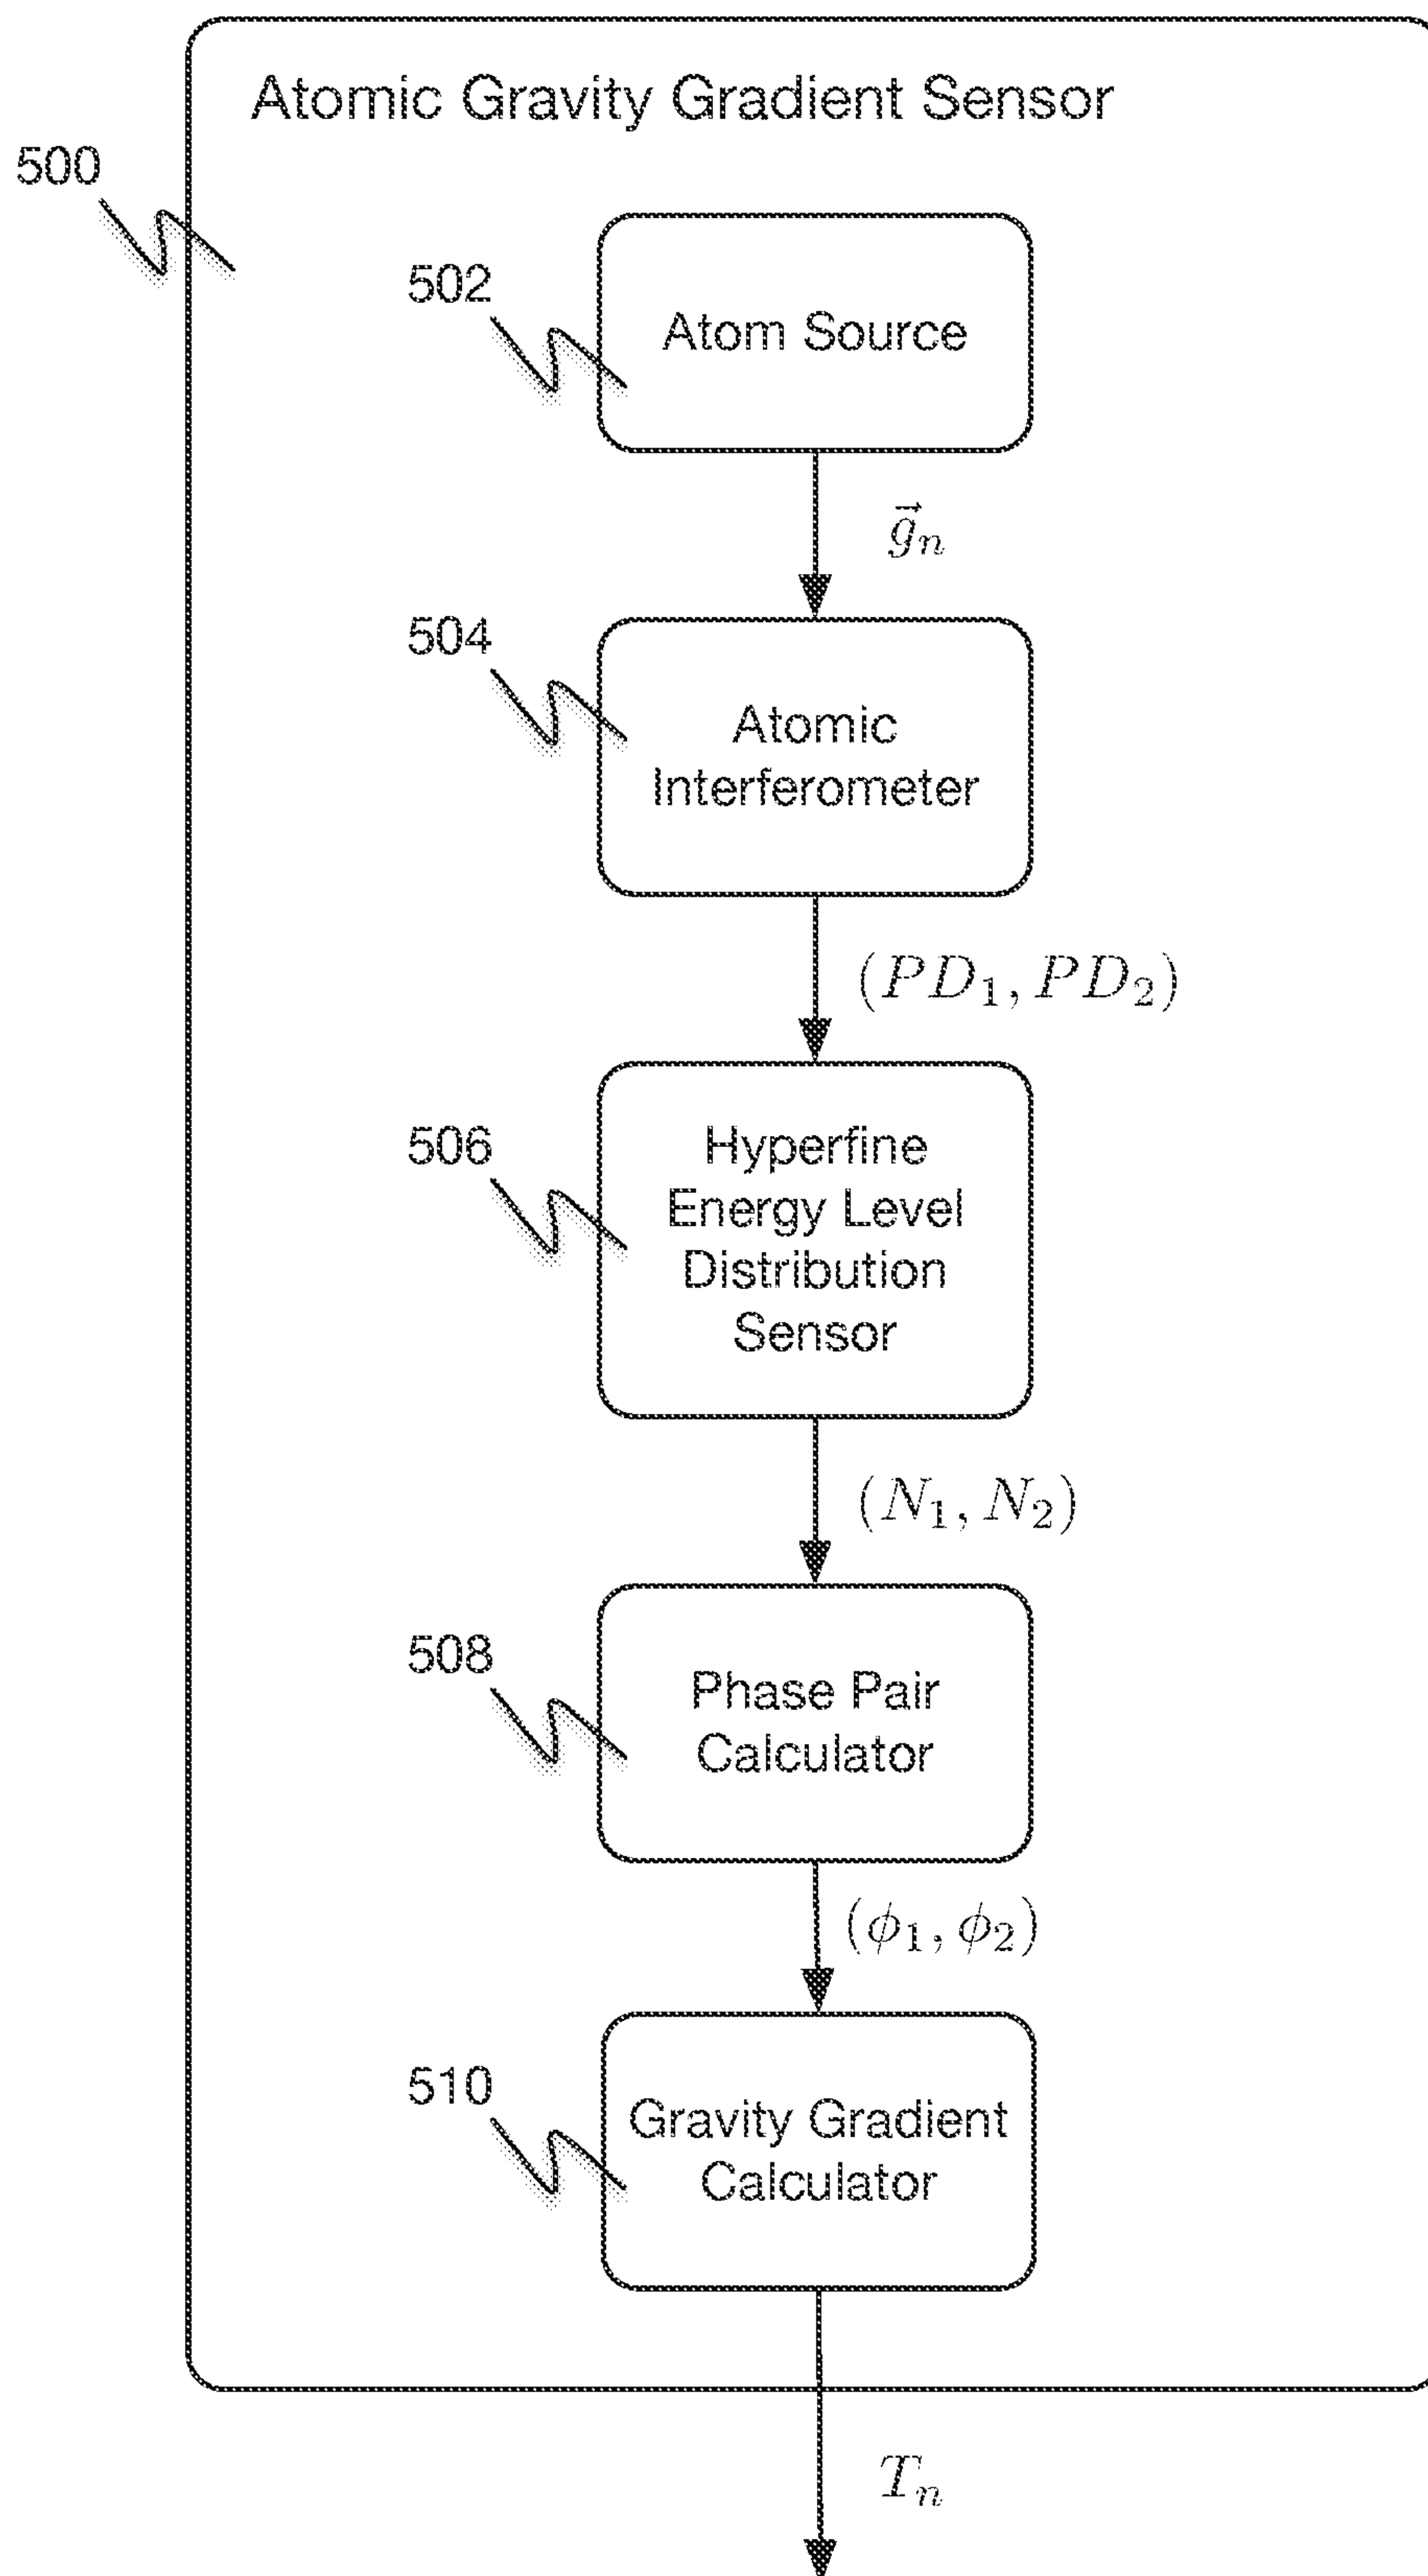 Atomic Gravity Gradient Sensor
500
502
Atom Source
$\vec{g}_n$
504
Atomic
Interferometer
$(PD_1, PD_2)$
506
Hyperfine
Energy Level
Distribution
Sensor
$(N_1, N_2)$
508
Phase Pair
Calculator
$(\phi_1, \phi_2)$
510
Gravity Gradient
Calculator
$T_n$